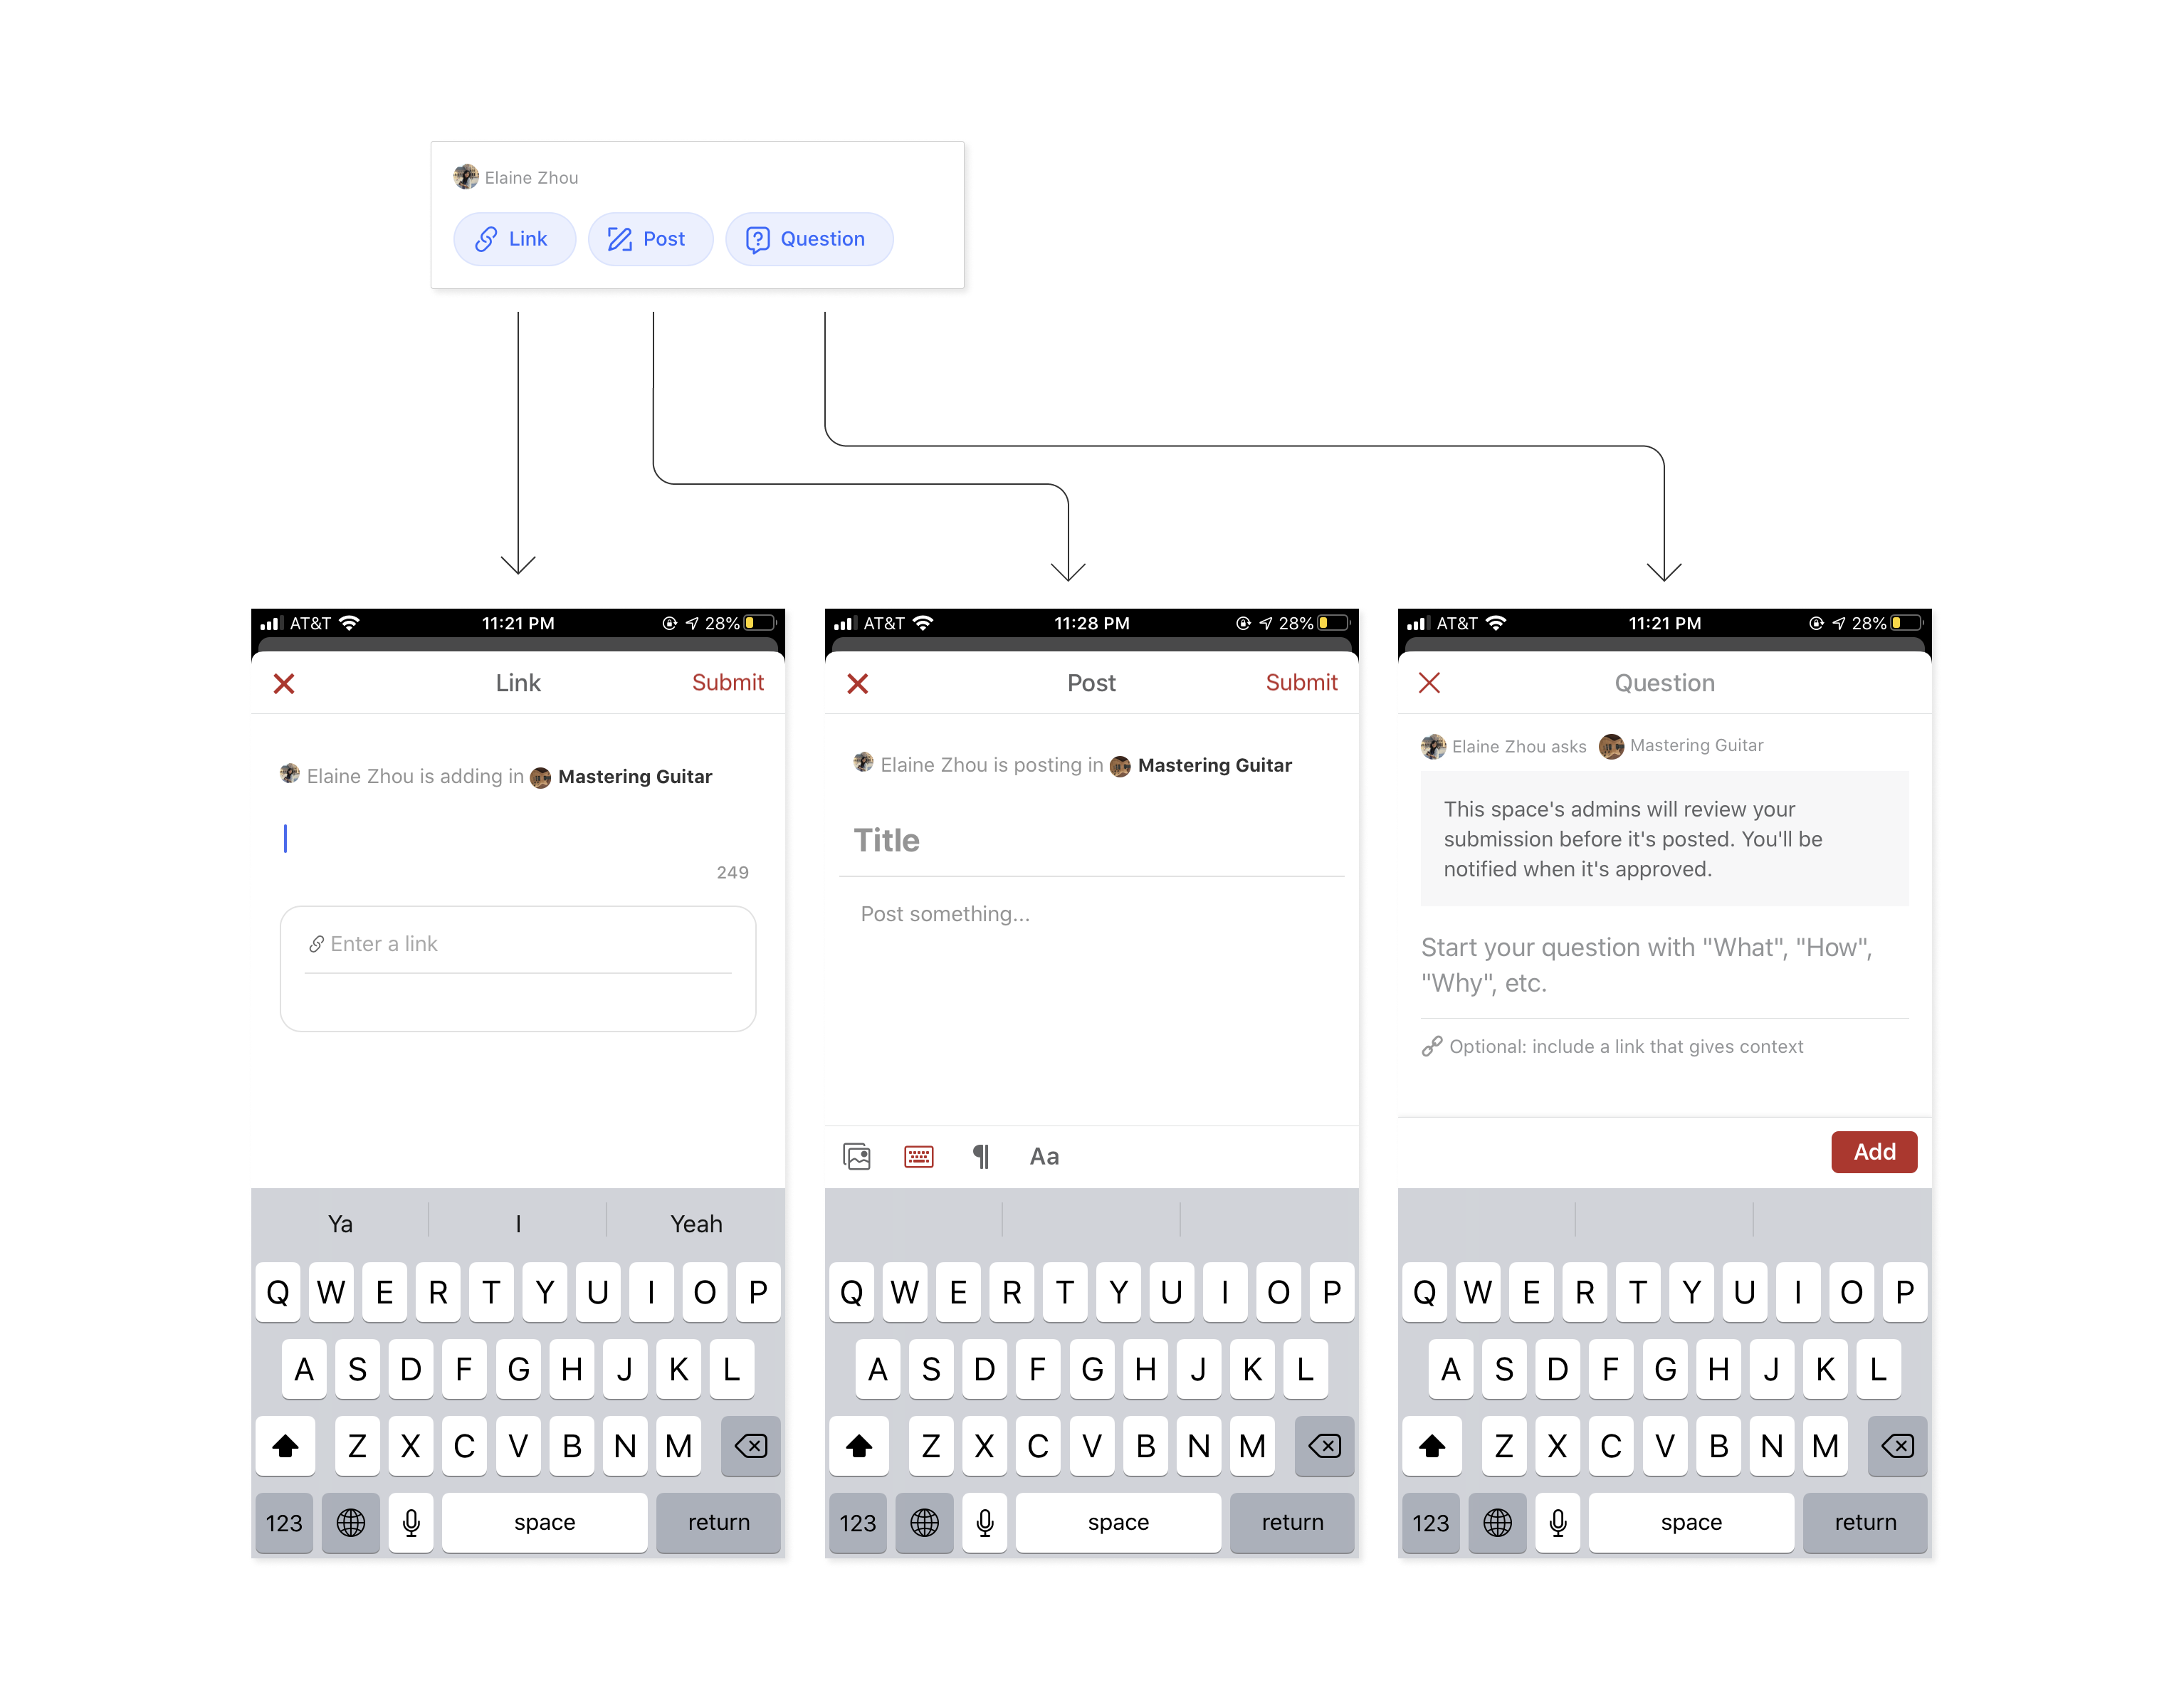 Elaine Zhou
Link
Post
Question
AT&T
11:21 PM
28%
Link
Submit
Elaine Zhou is adding in Mastering Guitar
249
Enter a link
Ya
I
Yeah
Q W E R T Y U I O P
A S D F G H J K L
Z X C V B N M
123
space
return
AT&T
11:28 PM
28%
Post
Submit
Elaine Zhou is posting in Mastering Guitar
Title
Post something...
¶
Aa
Q W E R T Y U I O P
A S D F G H J K L
Z X C V B N M
123
space
return
AT&T
11:21 PM
28%
Question
Elaine Zhou asks Mastering Guitar
This space's admins will review your
submission before it's posted. You'll be
notified when it's approved.
Start your question with "What", "How",
"Why", etc.
Optional: include a link that gives context
Add
Q W E R T Y U I O P
A S D F G H J K L
Z X C V B N M
123
space
return